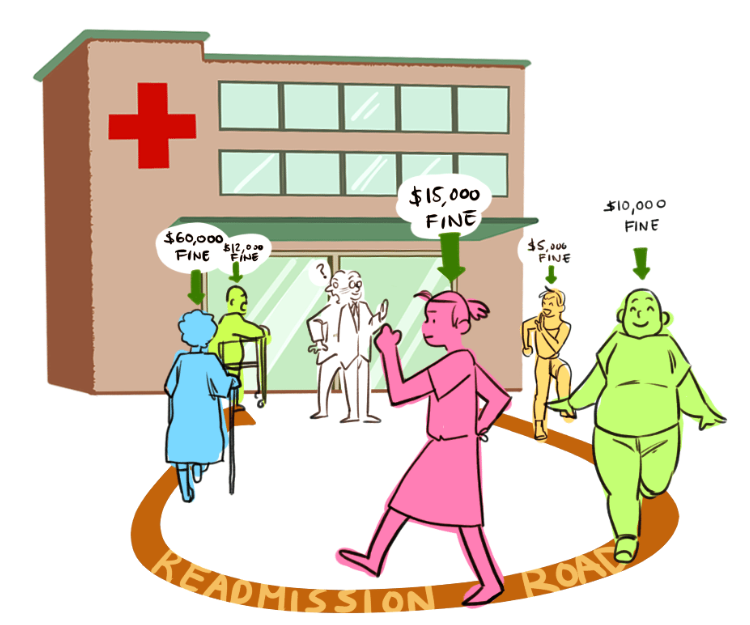 $15,000
FINE
$10,000
FINE
$60,000
FINE
$12,000
FINE
$5,000
FINE
?
READMISSION ROAD